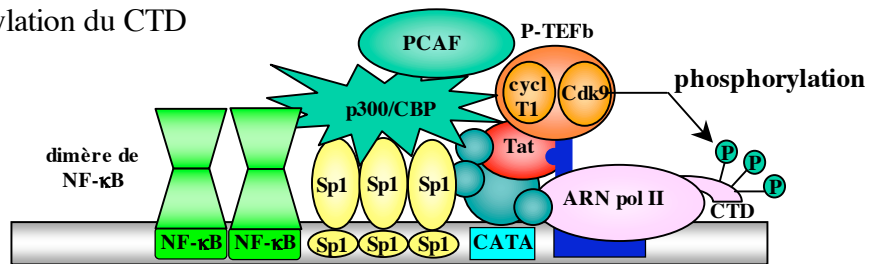 ylation du CTD
PCAF
P-TEFb
cycl
T1
Cdk9
phosphorylation
p300/CBP
dimère de
NF-κB
Tat
P
P
P
Sp1
Sp1
Sp1
ARN pol II
CTD
NF-κB
NF-κB
Sp1
Sp1
Sp1
CATA